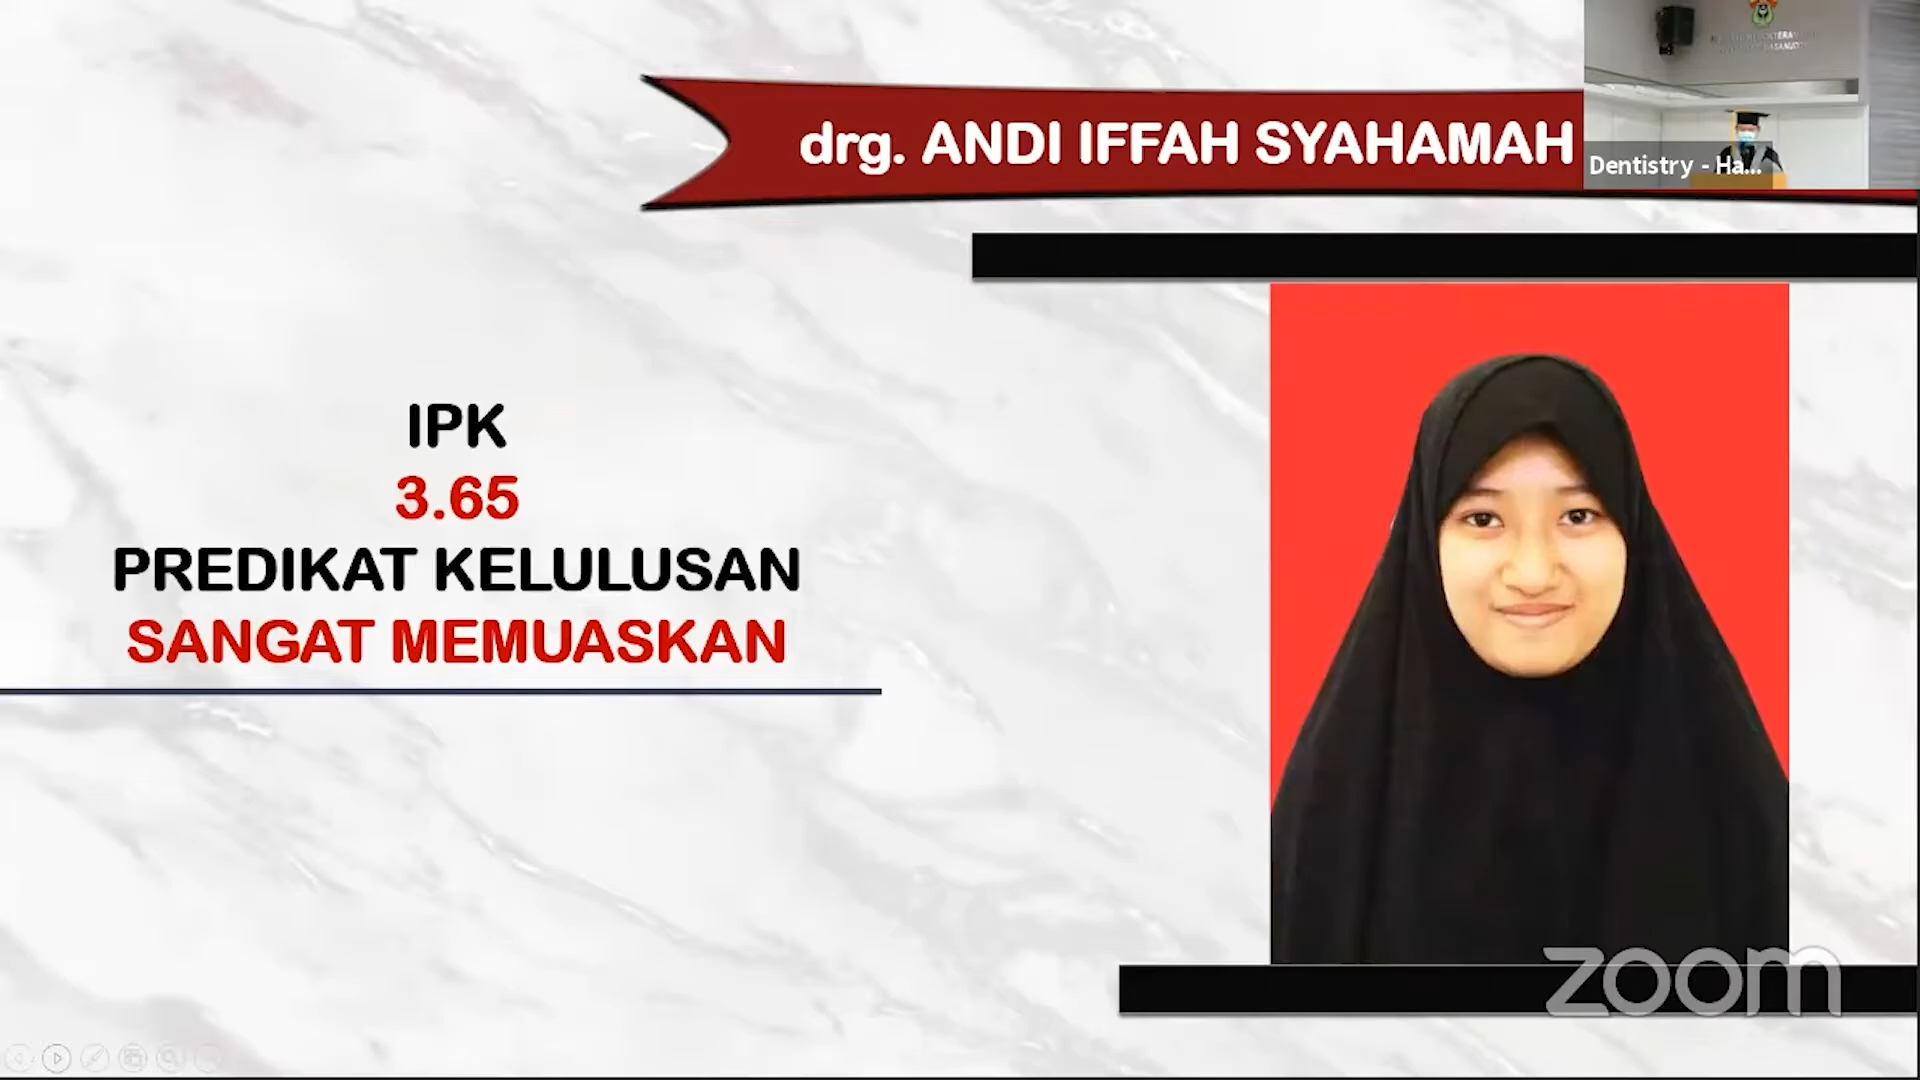 drg. ANDI IFFAH SYAHAMAH
Dentistry - Ha...
IPK
3.65
PREDIKAT KELULUSAN
SANGAT MEMUASKAN
zoom